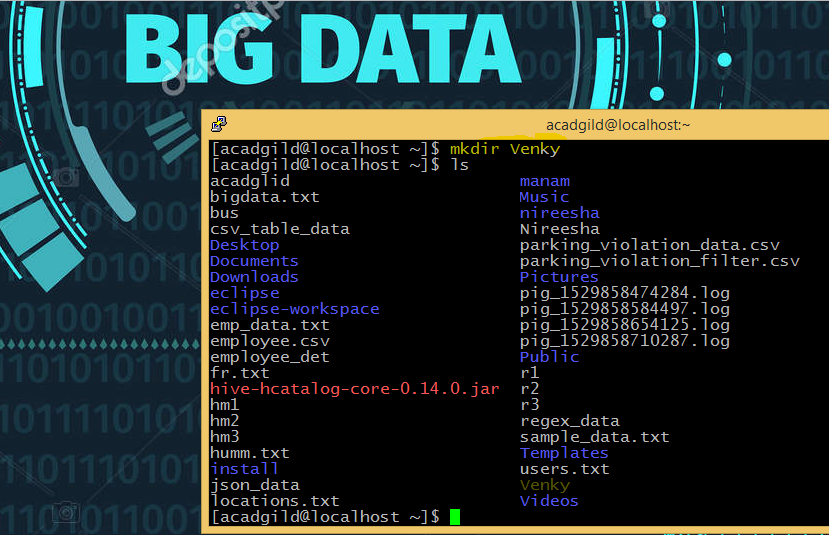 BIG DATA
acadgild@localhost:~
[acadgild@localhost ~]$ mkdir Venky
[acadgild@localhost ~]$ ls
acadglid manam
bigdata.txt Music
bus nireesha
csv_table_data Nireesha
Desktop parking_violation_data.csv
Documents parking_violation_filter.csv
Downloads Pictures
eclipse pig_1529858474284.log
eclipse-workspace pig_1529858584497.log
emp_data.txt pig_1529858654125.log
employee.csv pig_1529858710287.log
employee_det Public
fr.txt r1
hive-hcatalog-core-0.14.0.jar r2
hm1 r3
hm2 regex_data
hm3 sample_data.txt
humm.txt Templates
install users.txt
json_data Venky
locations.txt Videos
[acadgild@localhost ~]$